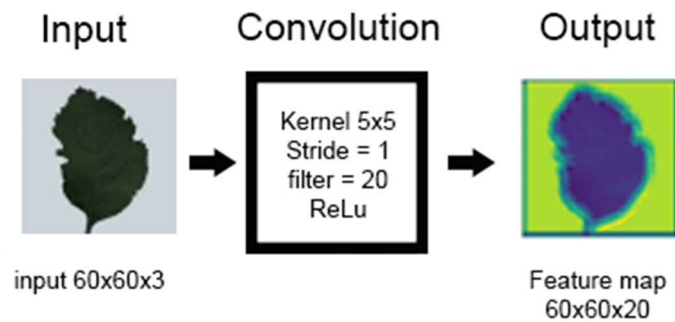 Input
Convolution
Output
Kernel 5x5
Stride = 1
filter = 20
ReLu
input 60x60x3
Feature map
60x60x20